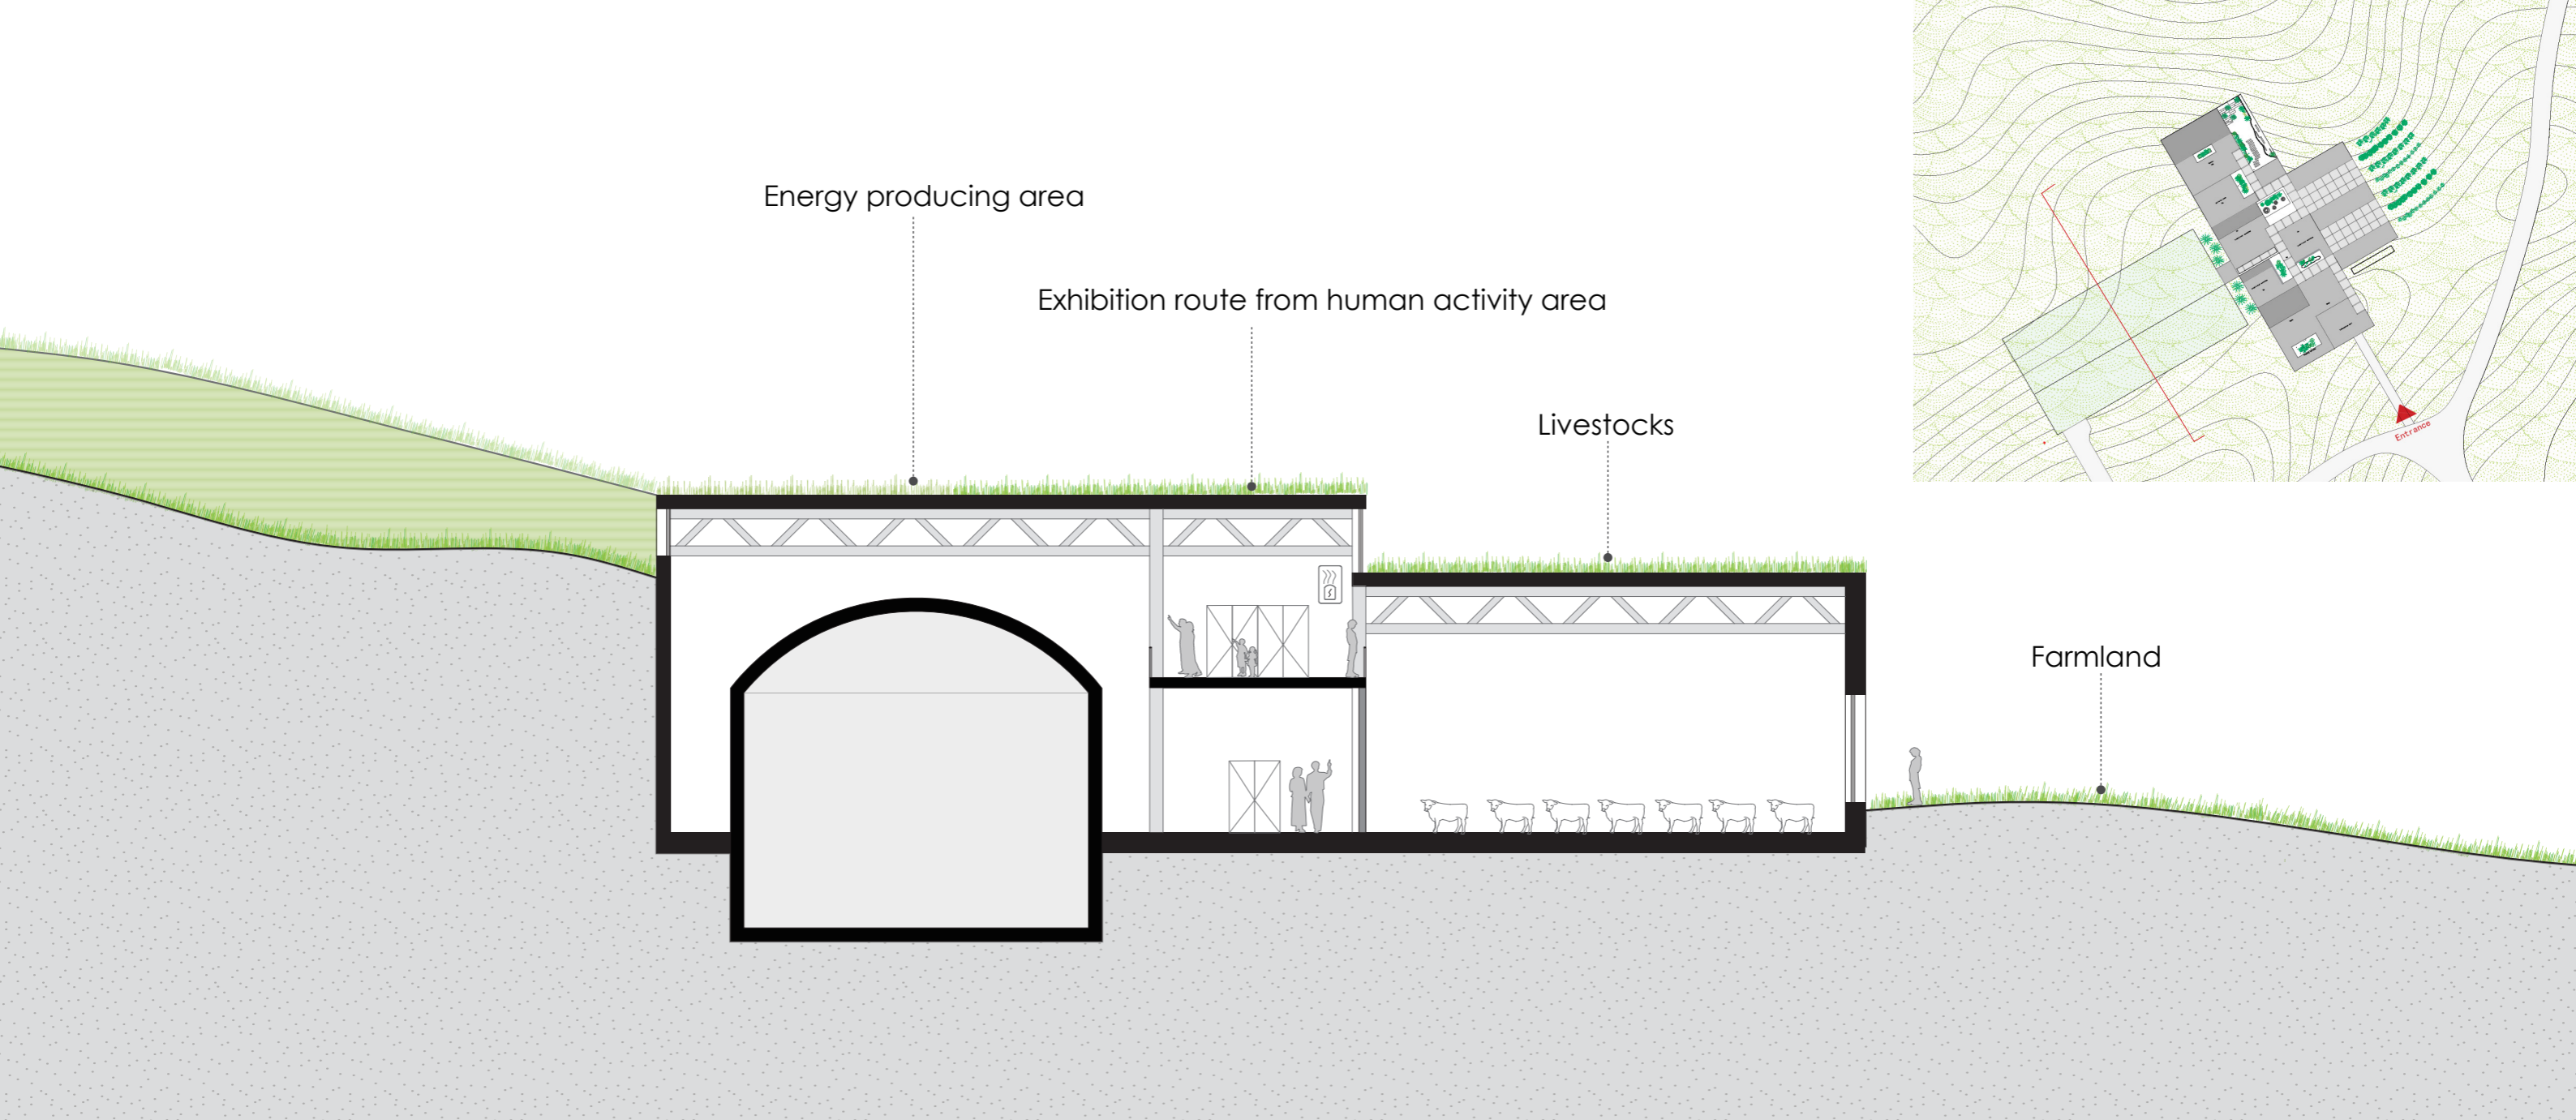 Energy producing area
Exhibition route from human activity area
Livestocks
Farmland
Entrance